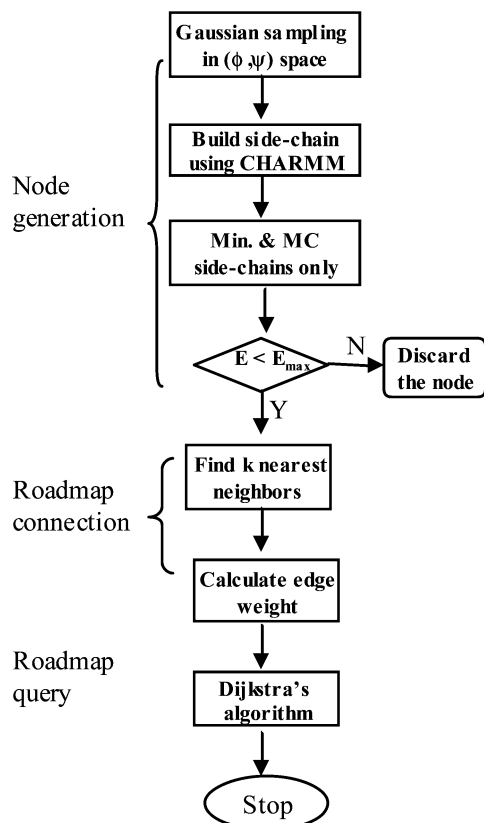 Gaussian sampling
in (ϕ,ψ) space
Build side-chain
using CHARMM
Node
generation
Min. & MC
side-chains only
E < Emax
N
Discard
the node
Y
Find k nearest
neighbors
Roadmap
connection
Calculate edge
weight
Roadmap
query
Dijkstra's
algorithm
Stop